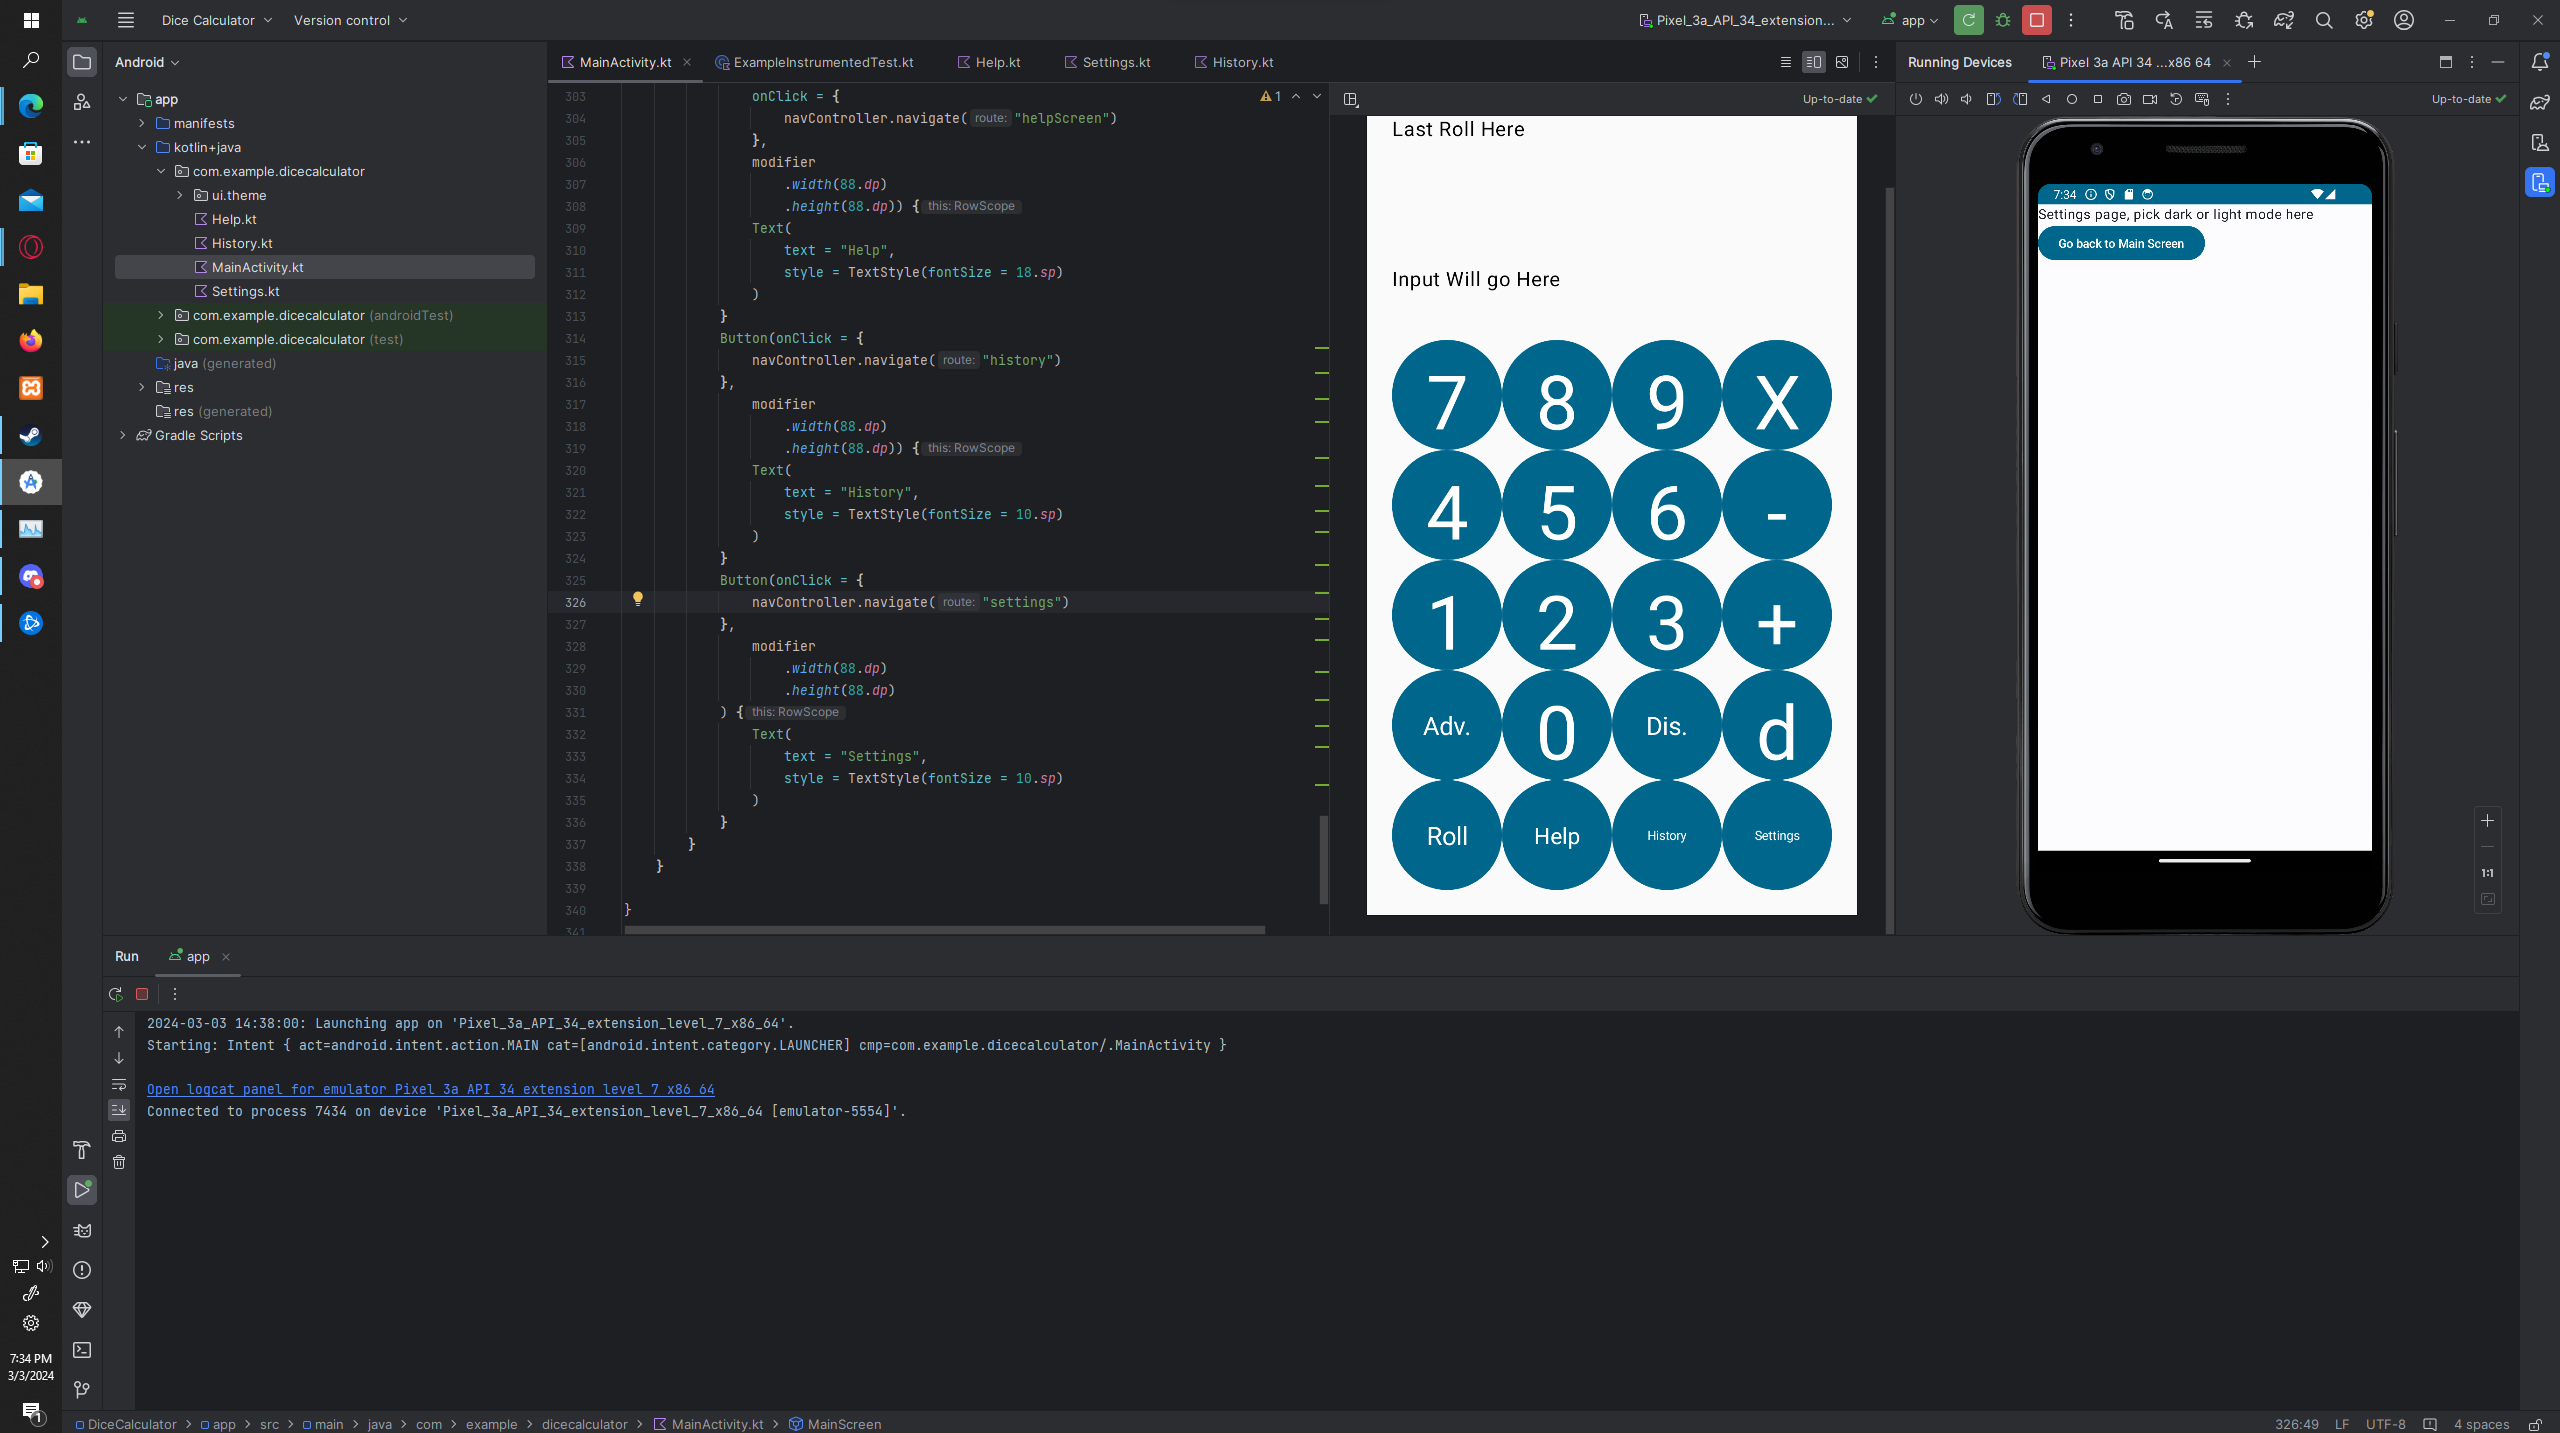 Dice Calculator
Version control
Pixel_3a_API_34_extension...
app
Android
MainActivity.kt
ExampleInstrumentedTest.kt
Help.kt
Settings.kt
History.kt
Running Devices
Pixel 3a API 34 ...x86 64
app
manifests
kotlin+java
com.example.dicecalculator
ui.theme
Help.kt
History.kt
MainActivity.kt
Settings.kt
com.example.dicecalculator (androidTest)
com.example.dicecalculator (test)
java (generated)
res
res (generated)
Gradle Scripts
1
303 onClick = {
304 navController.navigate( route: "helpScreen")
305 },
306 modifier
307 .width(88.dp)
308 .height(88.dp)) { this: RowScope
309 Text(
310 text = "Help",
311 style = TextStyle(fontSize = 18.sp)
312 )
313 }
314 Button(onClick = {
315 navController.navigate( route: "history")
316 },
317 modifier
318 .width(88.dp)
319 .height(88.dp)) { this: RowScope
320 Text(
321 text = "History",
322 style = TextStyle(fontSize = 10.sp)
323 )
324 }
325 Button(onClick = {
326 navController.navigate( route: "settings")
327 },
328 modifier
329 .width(88.dp)
330 .height(88.dp)
331 ) { this: RowScope
332 Text(
333 text = "Settings",
334 style = TextStyle(fontSize = 10.sp)
335 )
336 }
337 }
338 }
339
340 }
341
Up-to-date
Last Roll Here
Input Will go Here
7 8 9 X
4 5 6 -
1 2 3 +
Adv. 0 Dis. d
Roll Help History Settings
Up-to-date
7:34
Settings page, pick dark or light mode here
Go back to Main Screen
1:1
Run
app
2024-03-03 14:38:00: Launching app on 'Pixel_3a_API_34_extension_level_7_x86_64'.
Starting: Intent { act=android.intent.action.MAIN cat=[android.intent.category.LAUNCHER] cmp=com.example.dicecalculator/.MainActivity }
Open logcat panel for emulator Pixel 3a API 34 extension level 7 x86 64
Connected to process 7434 on device 'Pixel_3a_API_34_extension_level_7_x86_64 [emulator-5554]'.
7:34 PM
3/3/2024
1
DiceCalculator > app > src > main > java > com > example > dicecalculator > MainActivity.kt > MainScreen
326:49 LF UTF-8 4 spaces